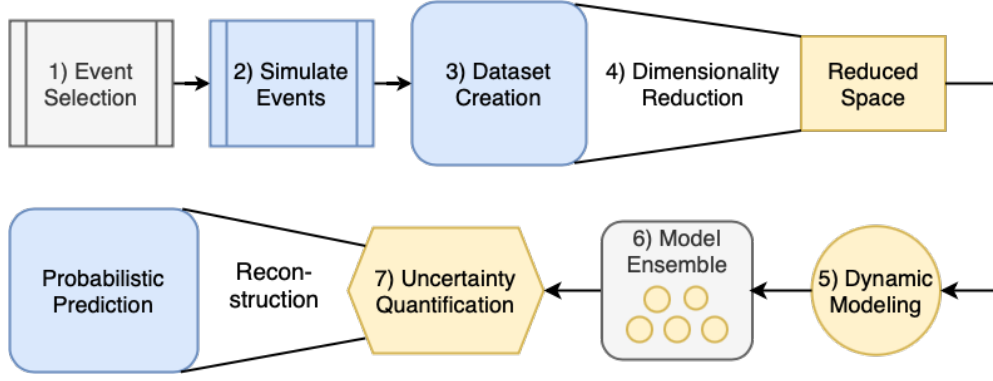 1) Event
Selection
2) Simulate
Events
3) Dataset
Creation
4) Dimensionality
Reduction
Reduced
Space
Probabilistic
Prediction
Recon-
struction
7) Uncertainty
Quantification
6) Model
Ensemble
5) Dynamic
Modeling